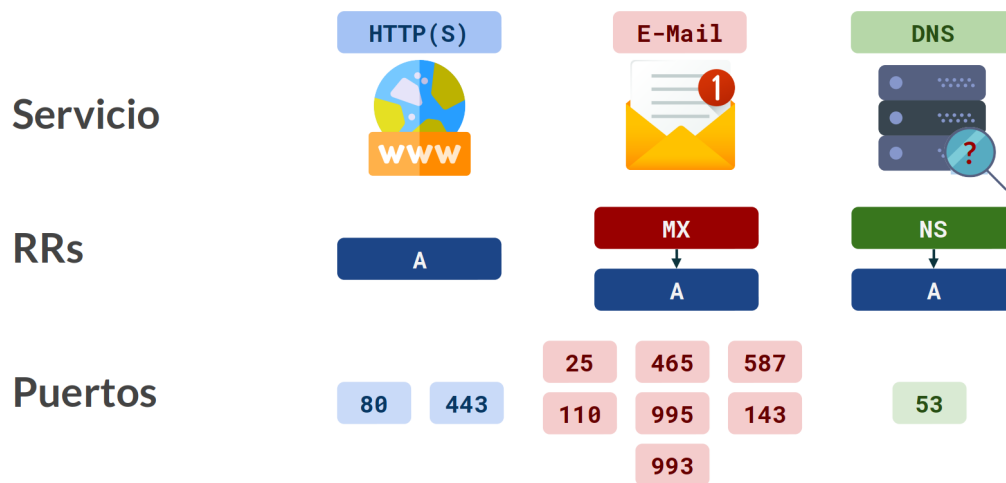 HTTP(S) E-Mail DNS
Servicio
1
www
?
RRs
MX NS
A
A A
Puertos
25 465 587
80 443
53
110 995 143
993